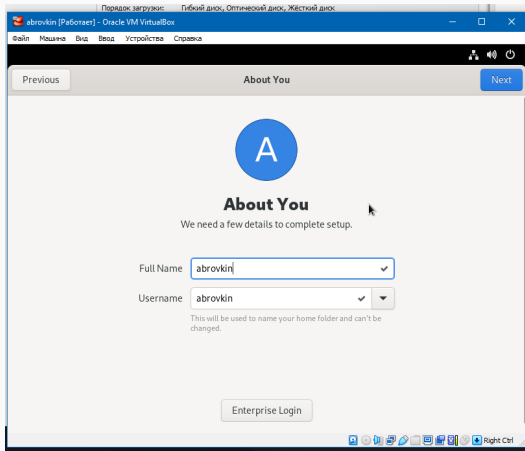 Порядок загрузки: Гибкий диск, Оптический диск, Жёсткий диск
abrovkin [Работает] - Oracle VM VirtualBox
Файл Машина Вид Ввод Устройства Справка
Previous About You Next
A
About You
We need a few details to complete setup.
Full Name abrovkin
Username abrovkin
This will be used to name your home folder and can't be
changed.
Enterprise Login
Right Ctrl